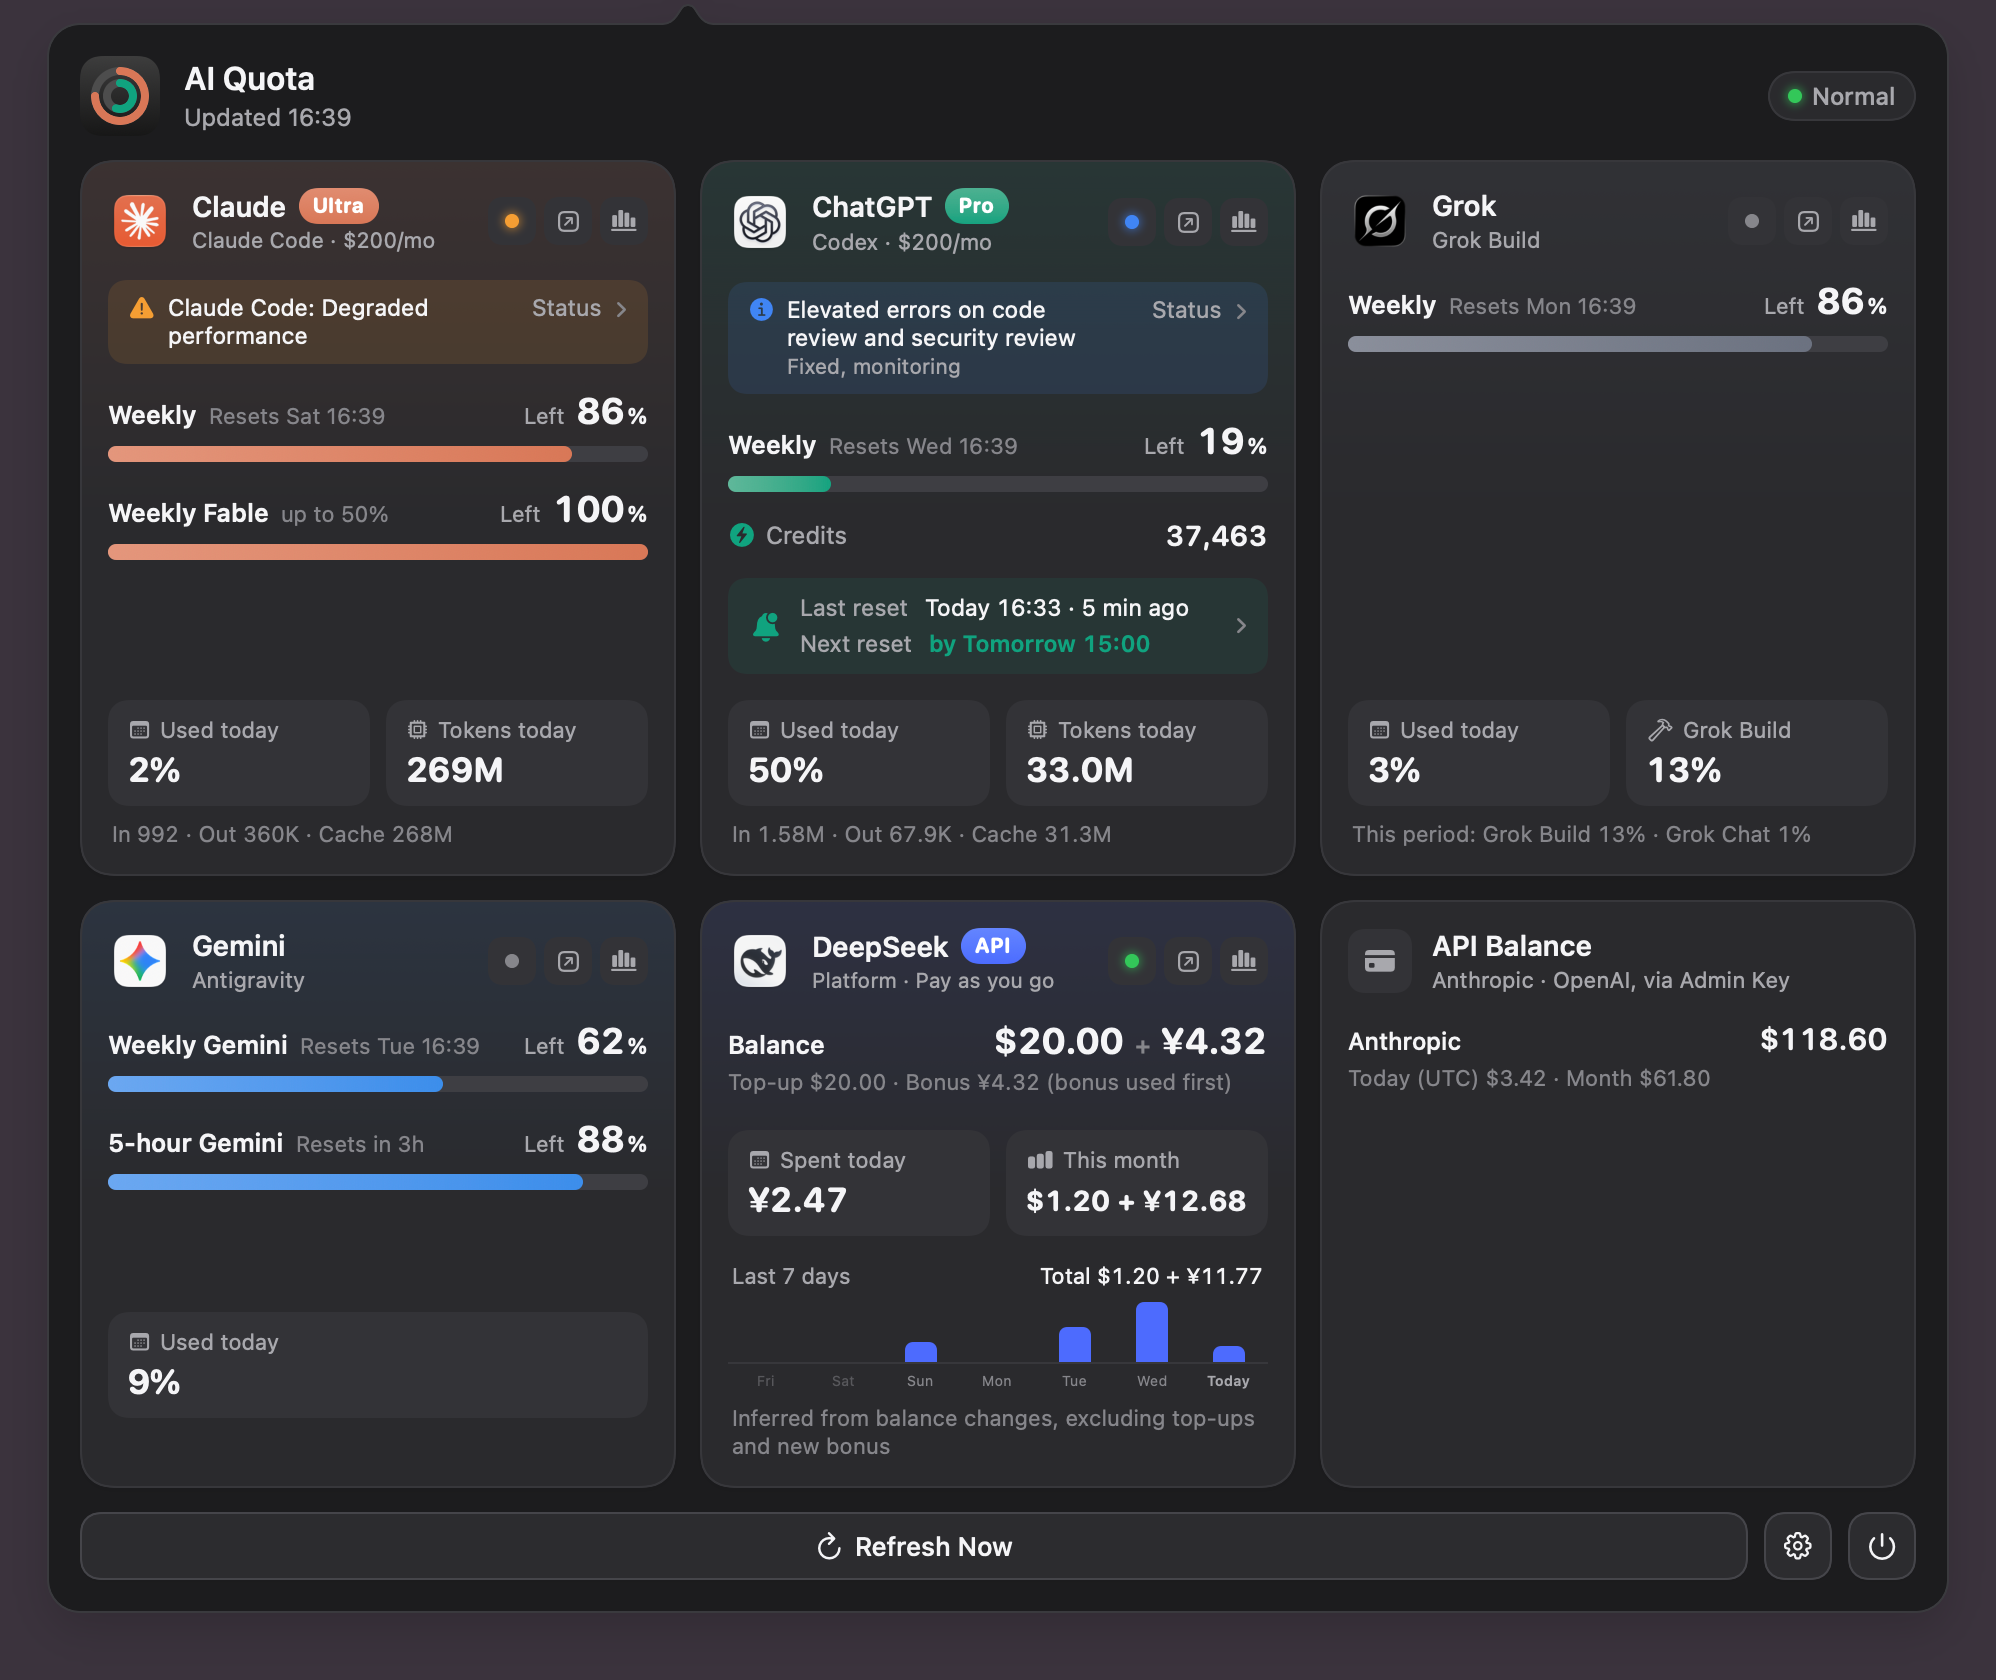 AI Quota
Updated 16:39
Normal
Claude Ultra
Claude Code · $200/mo
Claude Code: Degraded
performance
Status
Weekly Resets Sat 16:39 Left 86%
Weekly Fable up to 50% Left 100%
Used today
2%
Tokens today
269M
In 992 · Out 360K · Cache 268M
ChatGPT Pro
Codex · $200/mo
Elevated errors on code
review and security review
Fixed, monitoring
Status
Weekly Resets Wed 16:39 Left 19%
Credits 37,463
Last reset Today 16:33 · 5 min ago
Next reset by Tomorrow 15:00
Used today
50%
Tokens today
33.0M
In 1.58M · Out 67.9K · Cache 31.3M
Grok
Grok Build
Weekly Resets Mon 16:39 Left 86%
Used today
3%
Grok Build
13%
This period: Grok Build 13% · Grok Chat 1%
Gemini
Antigravity
Weekly Gemini Resets Tue 16:39 Left 62%
5-hour Gemini Resets in 3h Left 88%
Used today
9%
DeepSeek API
Platform · Pay as you go
Balance $20.00 + ¥4.32
Top-up $20.00 · Bonus ¥4.32 (bonus used first)
Spent today
¥2.47
This month
$1.20 + ¥12.68
Last 7 days Total $1.20 + ¥11.77
Fri Sat Sun Mon Tue Wed Today
Inferred from balance changes, excluding top-ups
and new bonus
API Balance
Anthropic · OpenAI, via Admin Key
Anthropic $118.60
Today (UTC) $3.42 · Month $61.80
Refresh Now